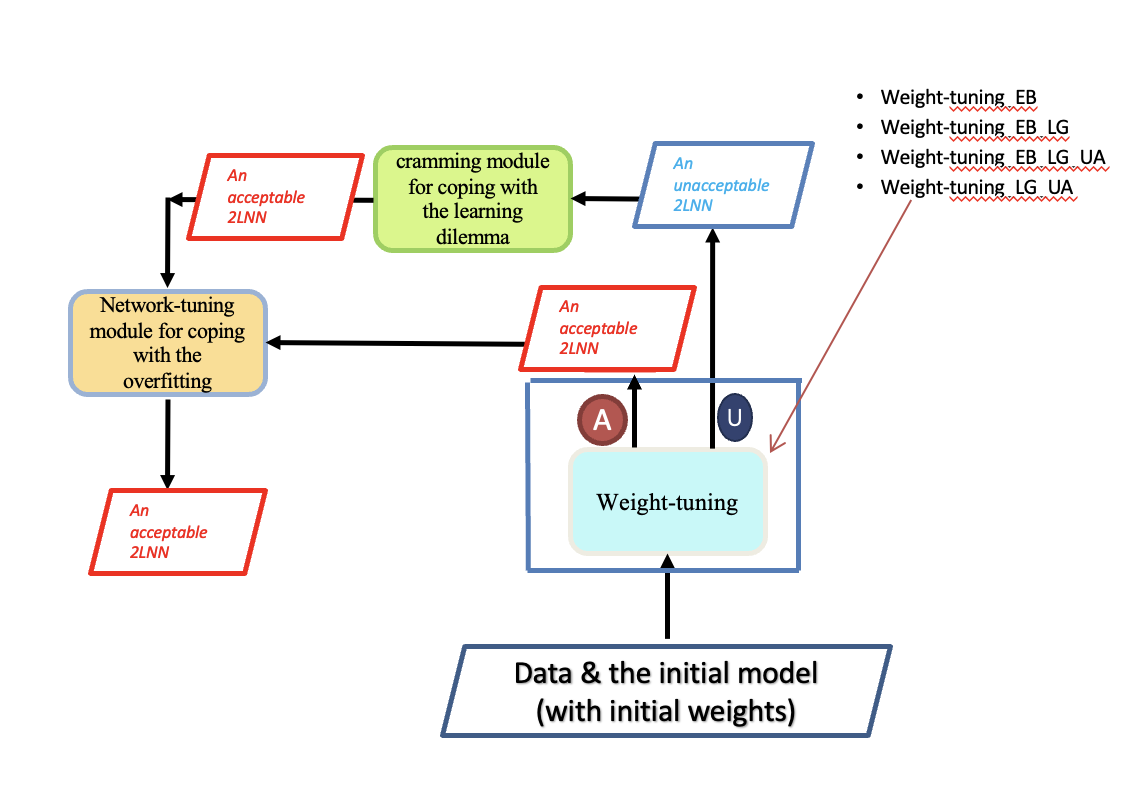 • Weight-tuning_EB
• Weight-tuning_EB_LG
• Weight-tuning_EB_LG_UA
• Weight-tuning_LG_UA
An
acceptable
2LNN
cramming module
for coping with
the learning
dilemma
An
unacceptable
2LNN
Network-tuning
module for coping
with the
overfitting
An
acceptable
2LNN
A
U
Weight-tuning
An
acceptable
2LNN
Data & the initial model
(with initial weights)